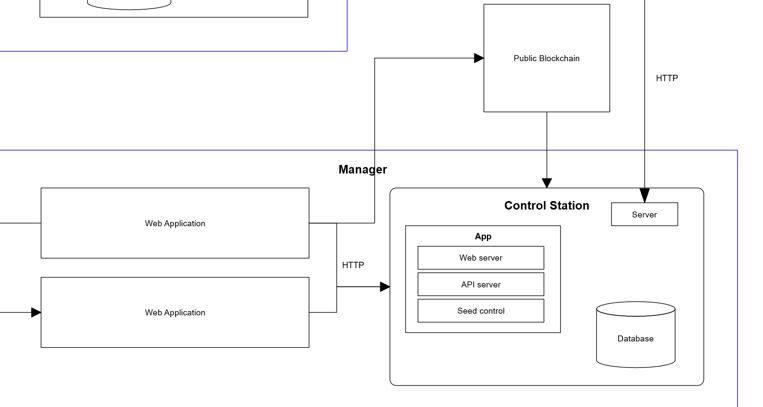 Public Blockchain
HTTP
Manager
Web Application
Control Station
Server
App
Web server
HTTP
API server
Seed control
Web Application
Database